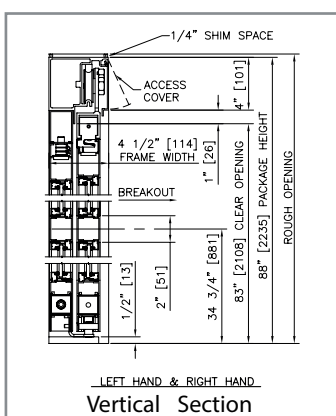 1/4" SHIM SPACE
ACCESS
COVER
4" [101]
4 1/2" [114]
FRAME WIDTH
1" [26]
BREAKOUT
1/2" [13]
2" [51]
34 3/4" [881]
83" [2108] CLEAR OPENING
88" [2235] PACKAGE HEIGHT
ROUGH OPENING
LEFT HAND & RIGHT HAND
Vertical Section